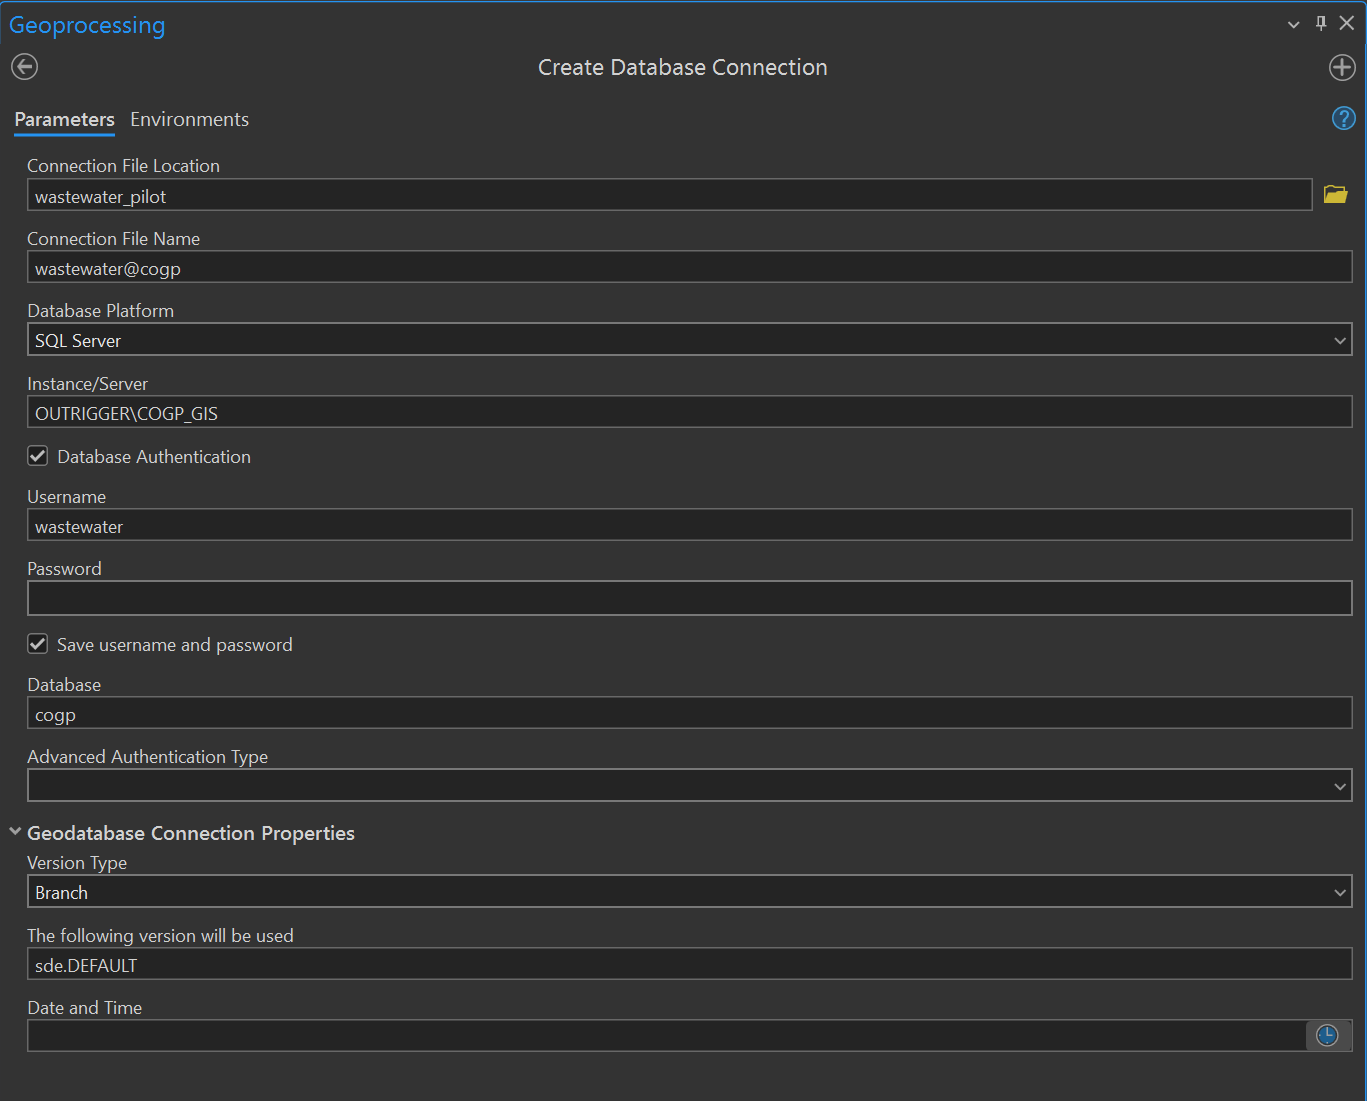 Geoprocessing
Create Database Connection
Parameters Environments
?
Connection File Location
wastewater_pilot
Connection File Name
wastewater@cogp
Database Platform
SQL Server
Instance/Server
OUTRIGGER\COGP_GIS
Database Authentication
Username
wastewater
Password
Save username and password
Database
cogp
Advanced Authentication Type
Geodatabase Connection Properties
Version Type
Branch
The following version will be used
sde.DEFAULT
Date and Time